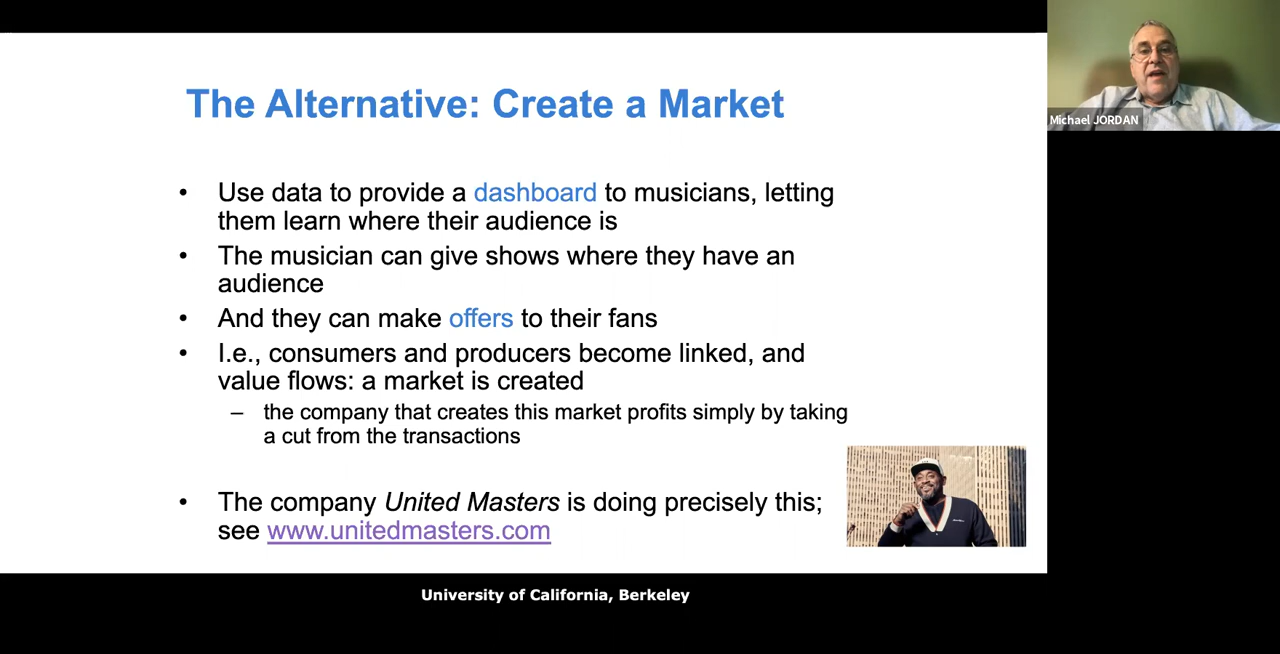 The Alternative: Create a Market
Michael JORDAN
• Use data to provide a dashboard to musicians, letting
them learn where their audience is
• The musician can give shows where they have an
audience
• And they can make offers to their fans
• I.e., consumers and producers become linked, and
value flows: a market is created
– the company that creates this market profits simply by taking
a cut from the transactions
• The company United Masters is doing precisely this;
see www.unitedmasters.com
University of California, Berkeley